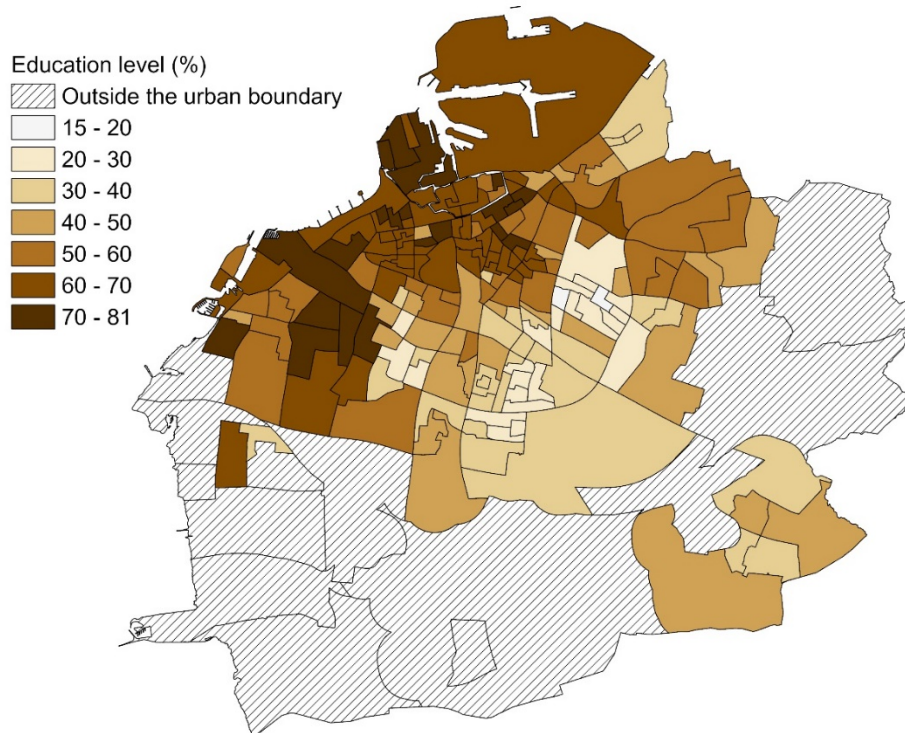 Education level (%)
Outside the urban boundary
15 - 20
20 - 30
30 - 40
40 - 50
50 - 60
60 - 70
70 - 81